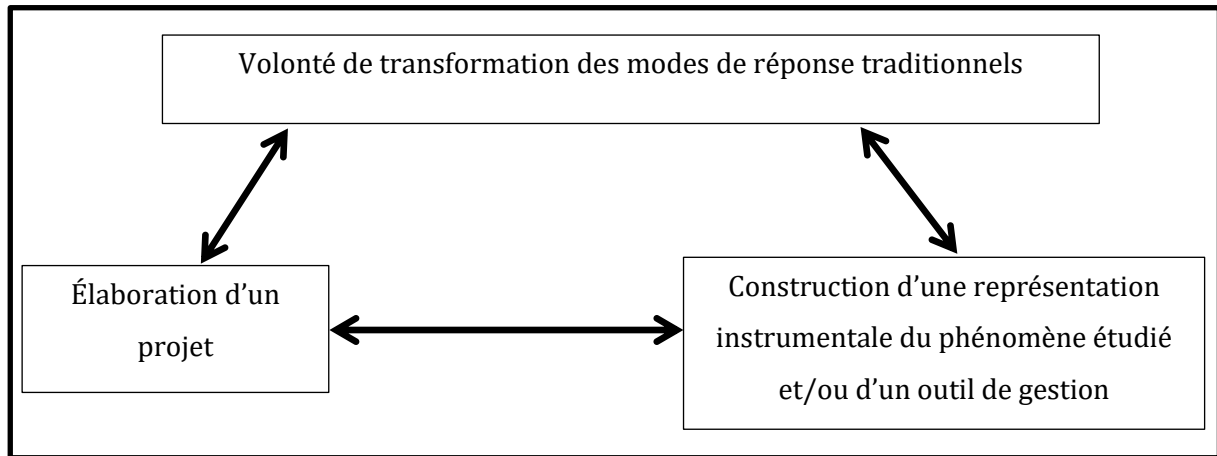 Volonté de transformation des modes de réponse traditionnels
Élaboration d’un
projet
Construction d’une représentation
instrumentale du phénomène étudié
et/ou d’un outil de gestion